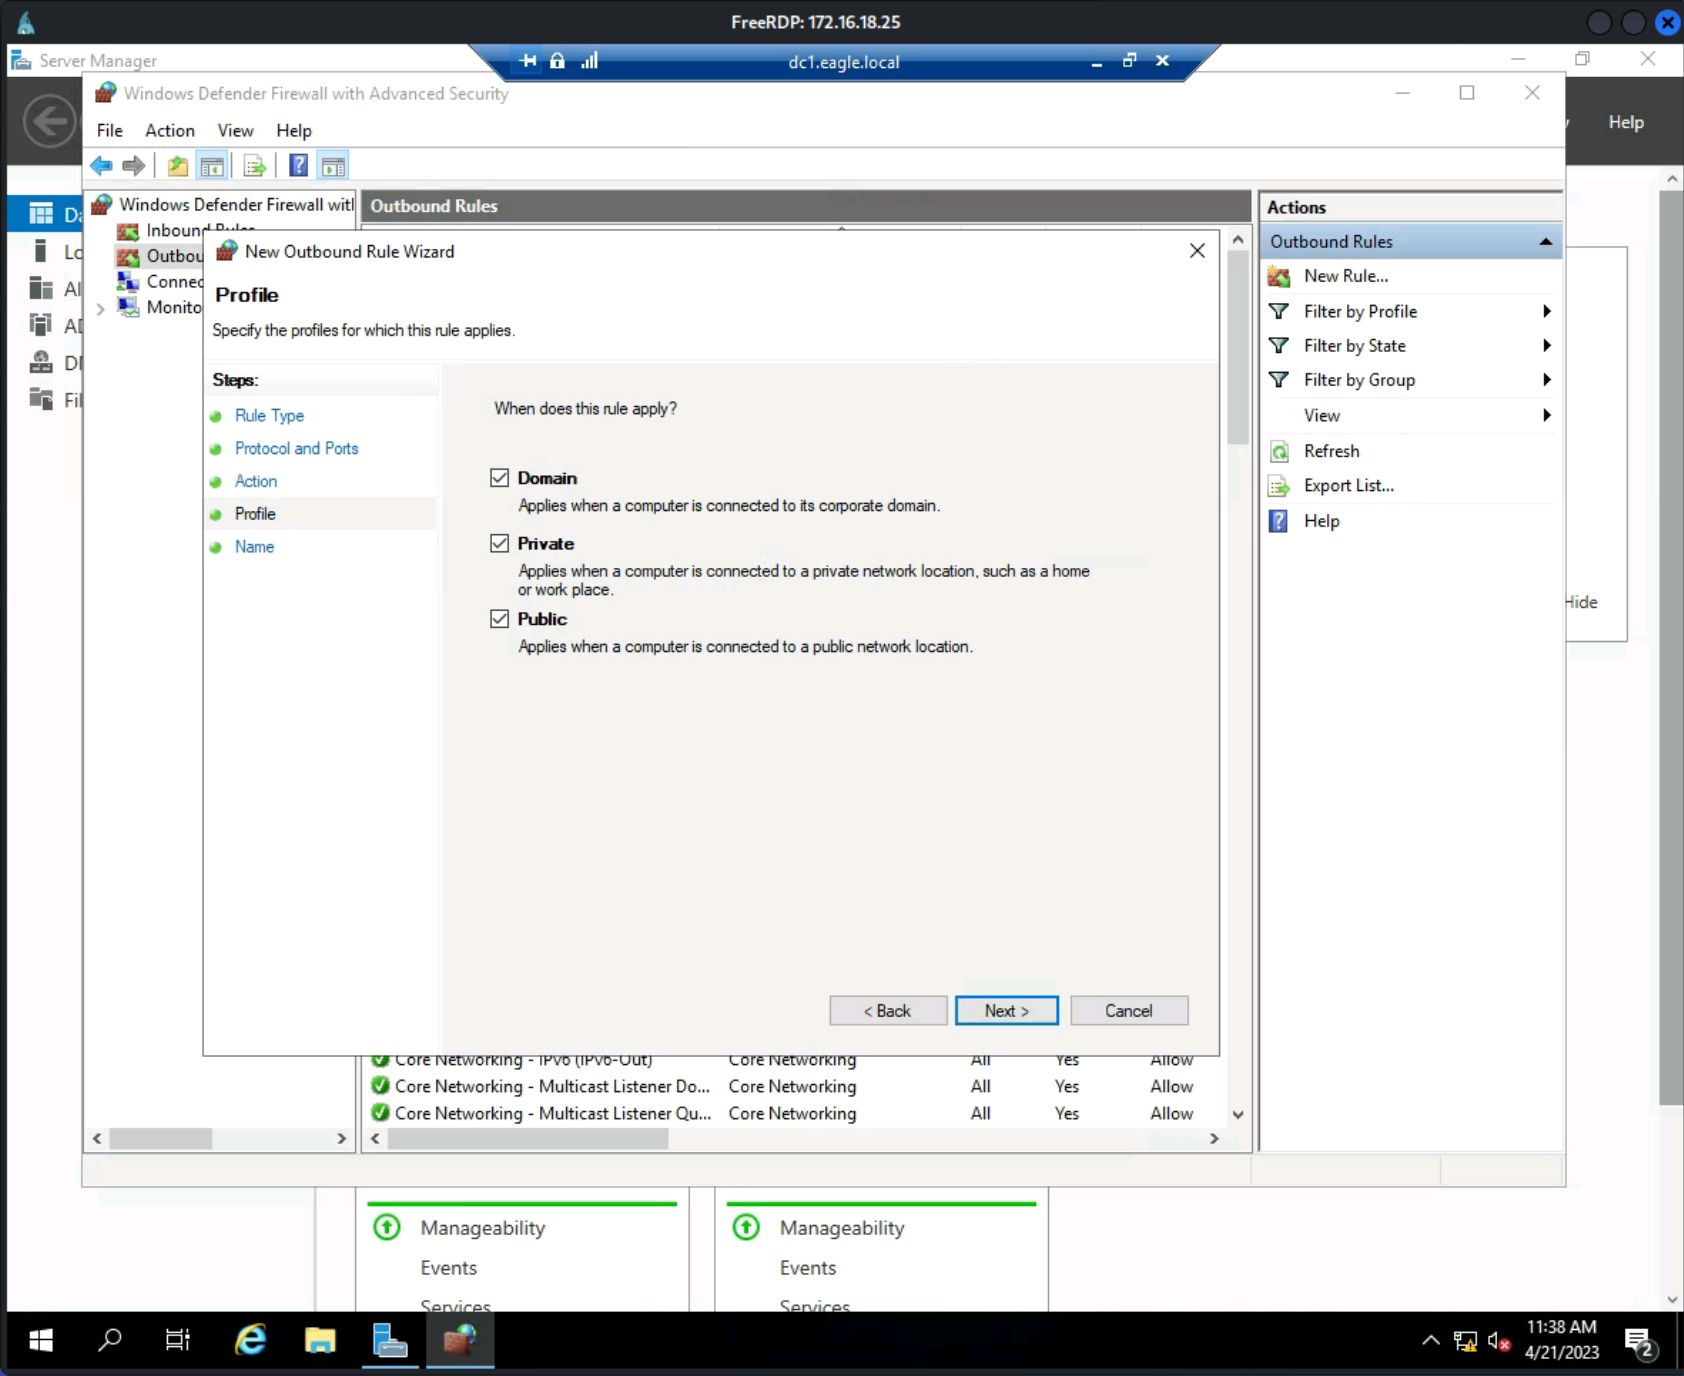 FreeRDP: 172.16.18.25
Server Manager
dc1.eagle.local
Windows Defender Firewall with Advanced Security
Help
File Action View Help
Windows Defender Firewall witl
Inbound Rules
Outbou
Connec
Monito
Outbound Rules
New Outbound Rule Wizard
Profile
Specify the profiles for which this rule applies.
Steps:
Rule Type
Protocol and Ports
Action
Profile
Name
When does this rule apply?
Domain
Applies when a computer is connected to its corporate domain.
Private
Applies when a computer is connected to a private network location, such as a home
or work place.
Public
Applies when a computer is connected to a public network location.
< Back Next > Cancel
Core Networking - IPv6 (IPv6-Out) Core Networking All Yes Allow
Core Networking - Multicast Listener Do... Core Networking All Yes Allow
Core Networking - Multicast Listener Qu... Core Networking All Yes Allow
Actions
Outbound Rules
New Rule...
Filter by Profile
Filter by State
Filter by Group
View
Refresh
Export List...
Help
Hide
Manageability
Events
Services
Manageability
Events
Services
11:38 AM
4/21/2023
2